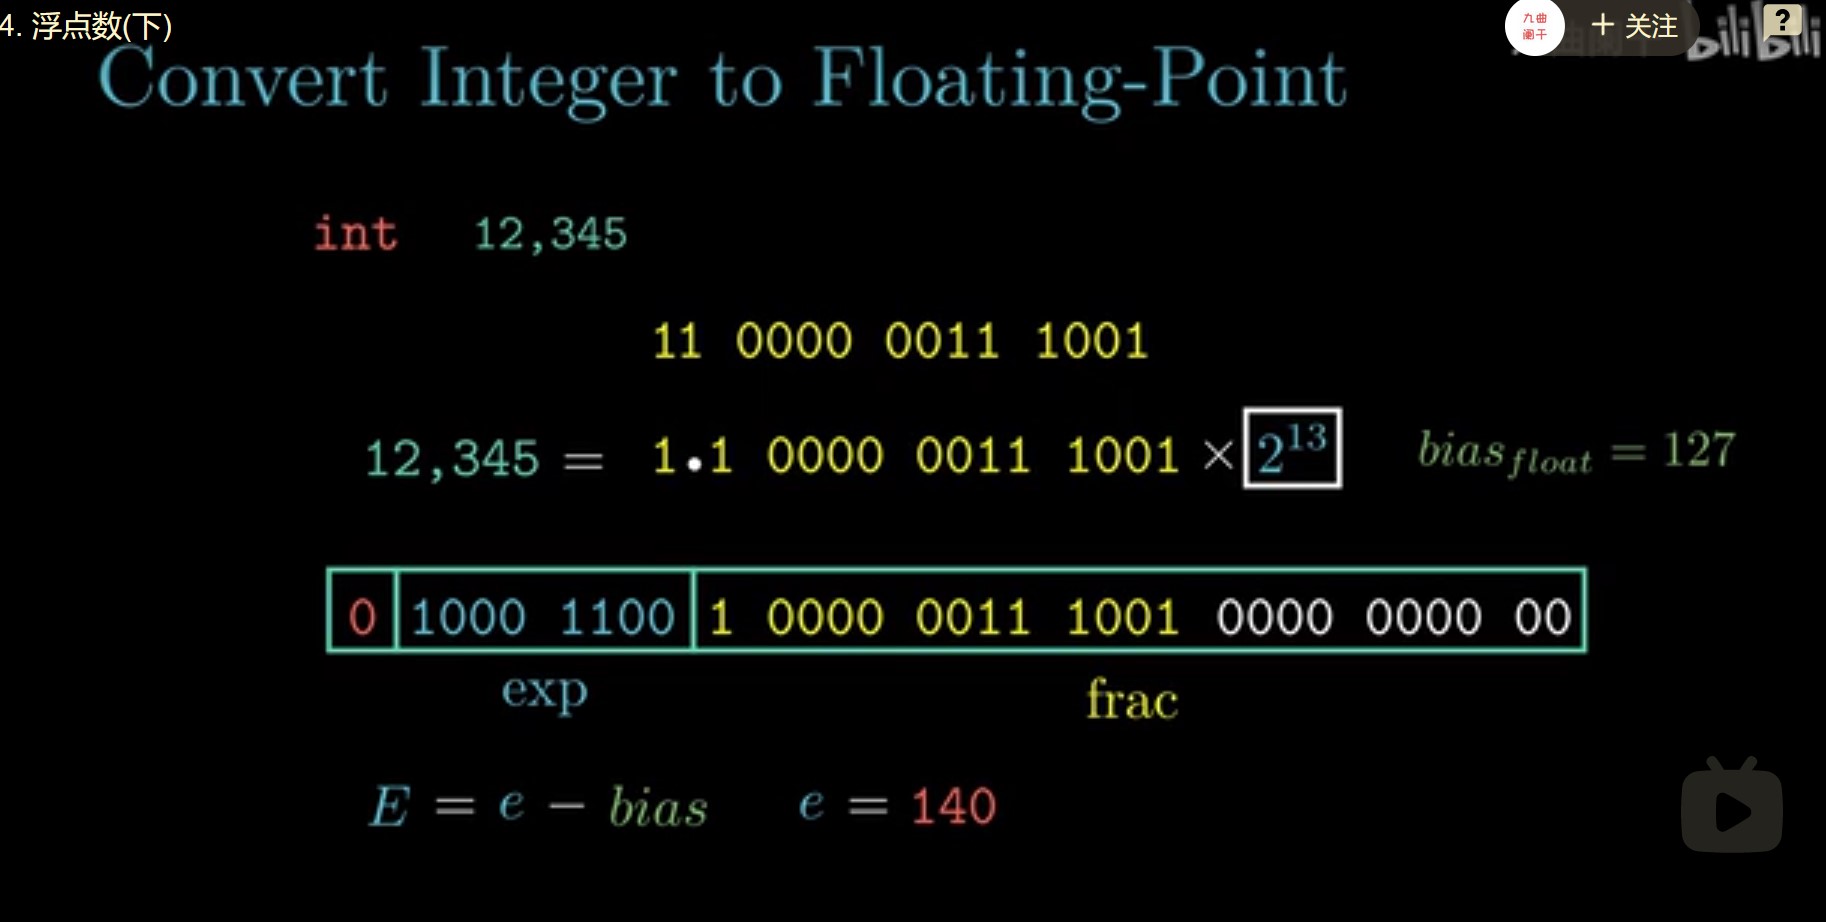 4. 浮点数(下)
九曲
阑干
+ 关注
bilibili
?
Convert Integer to Floating-Point
int 12,345
11 0000 0011 1001
12,345 = 1.1 0000 0011 1001 × 2^13 bias_float = 127
0 1000 1100 1 0000 0011 1001 0000 0000 00
exp frac
E = e − bias e = 140